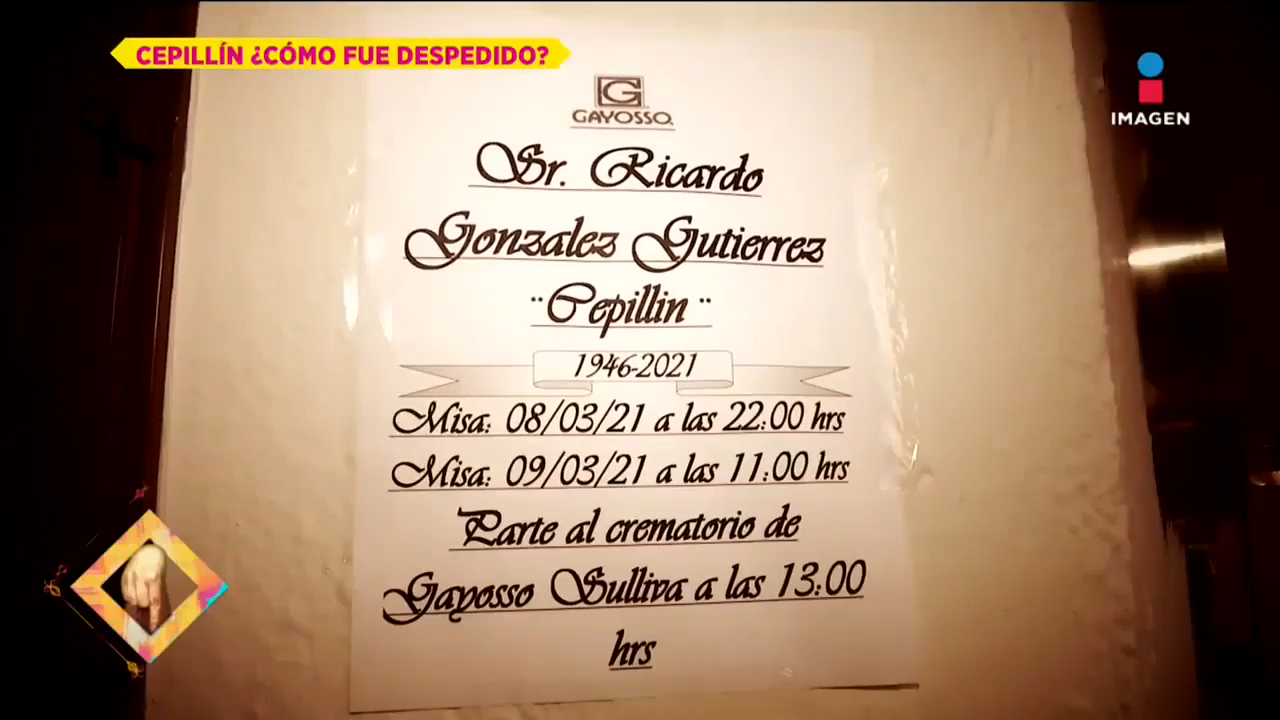 CEPILLÍN ¿CÓMO FUE DESPEDIDO?
IMAGEN
G
GAYOSSO
Sr. Ricardo
Gonzalez Gutierrez
¨Cepillin ¨
1946-2021
Misa: 08/03/21 a las 22:00 hrs
Misa: 09/03/21 a las 11:00 hrs
Parte al crematorio de
Gayosso Sulliva a las 13:00
hrs